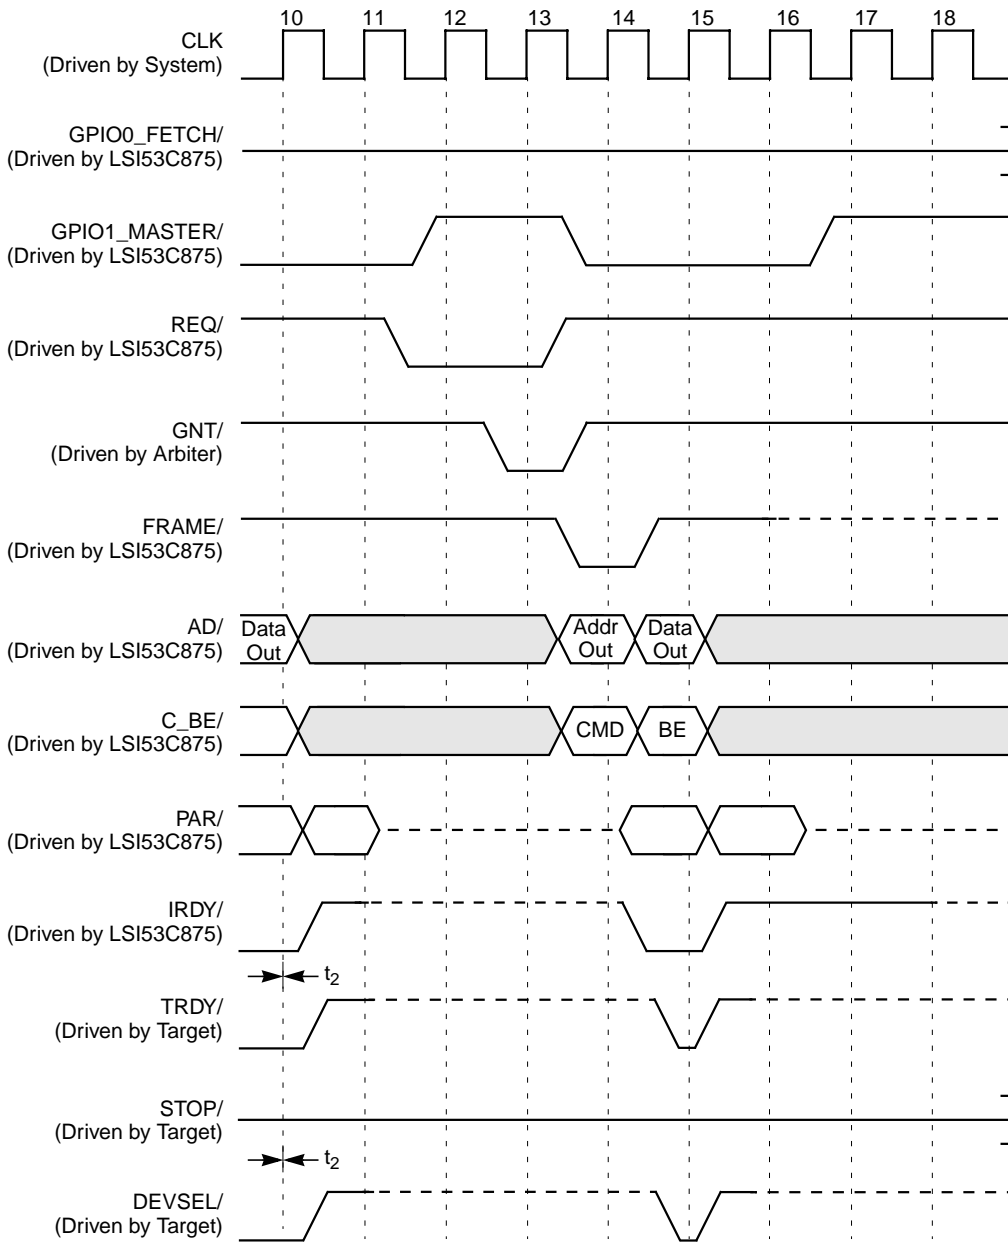 10 11 12 13 14 15 16 17 18
CLK
(Driven by System)
GPIO0_FETCH/
(Driven by LSI53C875)
GPIO1_MASTER/
(Driven by LSI53C875)
REQ/
(Driven by LSI53C875)
GNT/
(Driven by Arbiter)
FRAME/
(Driven by LSI53C875)
AD/
(Driven by LSI53C875)
Data
Out
Addr
Out
Data
Out
C_BE/
(Driven by LSI53C875)
CMD
BE
PAR/
(Driven by LSI53C875)
IRDY/
(Driven by LSI53C875)
t2
TRDY/
(Driven by Target)
STOP/
(Driven by Target)
t2
DEVSEL/
(Driven by Target)